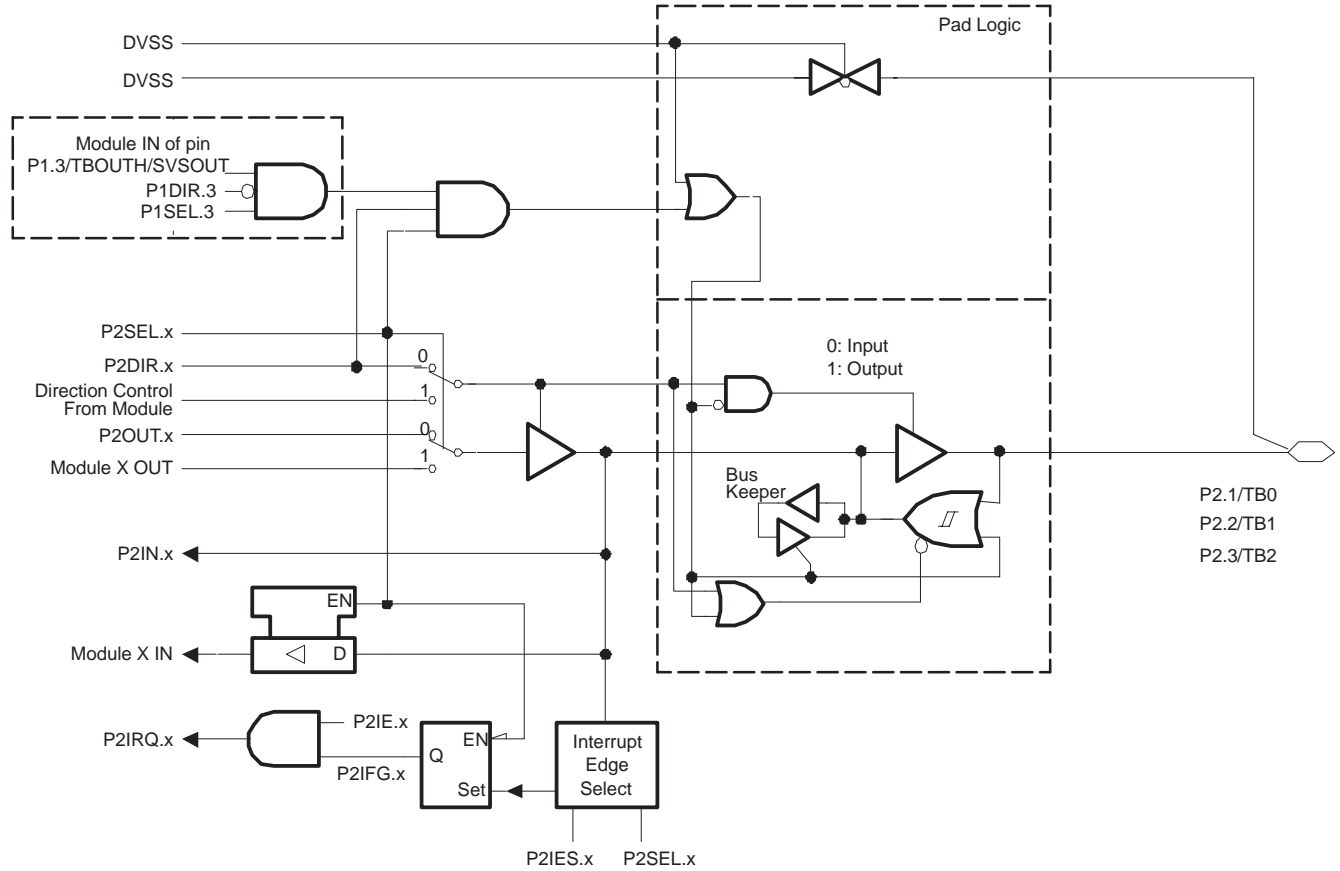 Pad Logic
DVSS
DVSS
Module IN of pin
P1.3/TBOUTH/SVSOUT
P1DIR.3
P1SEL.3
P2SEL.x
P2DIR.x
0
Direction Control
From Module
1
P2OUT.x
0
Module X OUT
1
0: Input
1: Output
Bus
Keeper
P2.1/TB0
P2.2/TB1
P2.3/TB2
P2IN.x
EN
Module X IN
D
P2IE.x
P2IRQ.x
P2IFG.x
EN
Q
Set
Interrupt
Edge
Select
P2IES.x
P2SEL.x